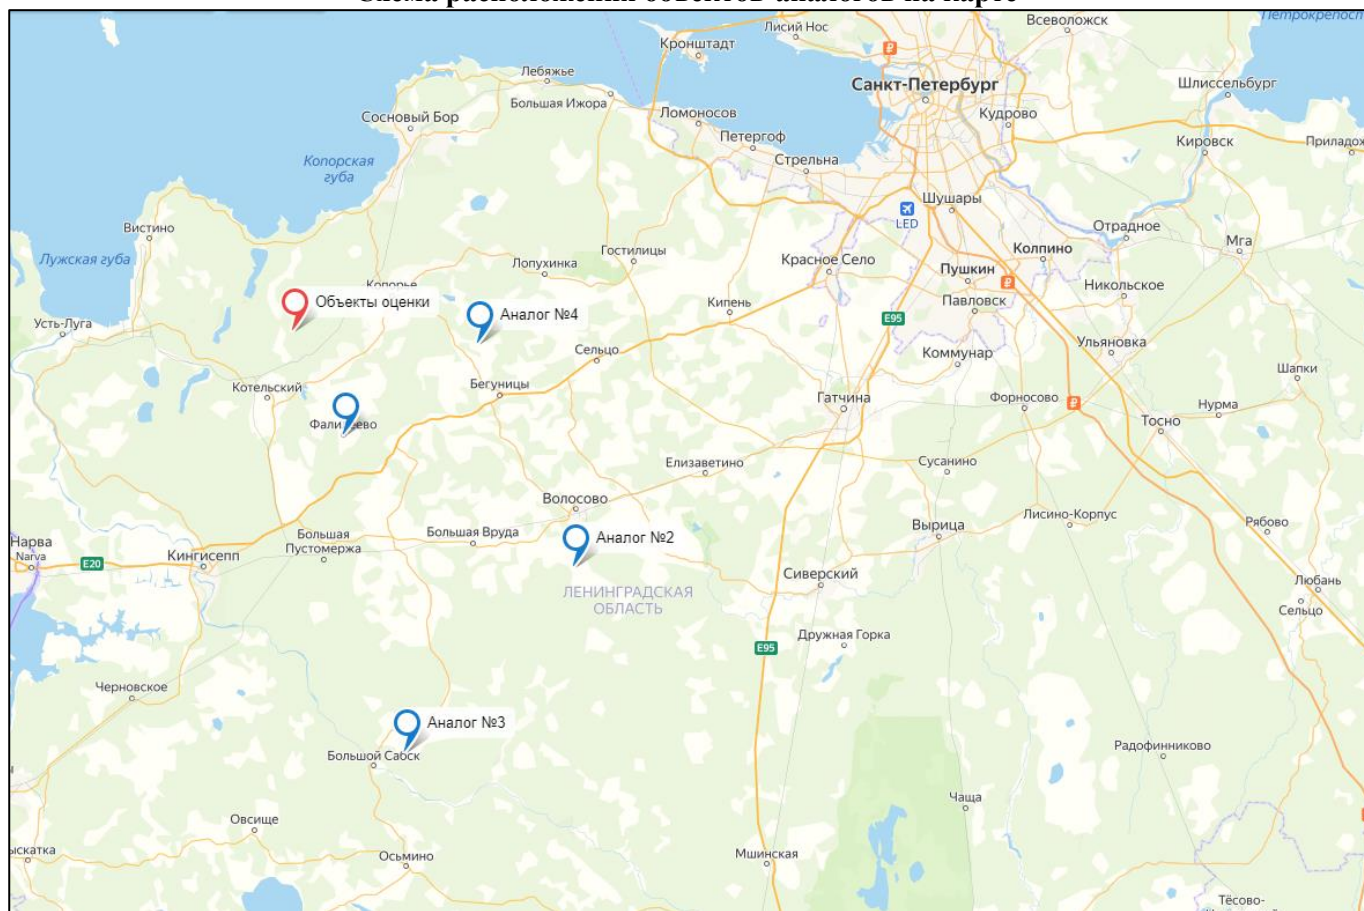 Схема расположения объектов-аналогов на карте
Петрокрепость
Всеволожск
Лисий Нос
Кронштадт
Лебяжье
Санкт-Петербург
Шлиссельбург
Большая Ижора
Сосновый Бор
Ломоносов
Кудрово
Петергоф
Кировск
Копорская
губа
Стрельна
Шушары
LED
Вистино
Отрадное
Гостилицы
Колпино
Мга
Лужская губа
Лопухинка
Красное Село
Пушкин
Копорье
Никольское
Объекты оценки
Кипень
Павловск
Аналог №4
E95
Усть-Луга
Ульяновка
Сельцо
Коммунар
Шапки
Котельский
Бегуницы
Гатчина
Форносово
Нурма
Тосно
Елизаветино
Сусанино
Волосово
Лисино-Корпус
Вырица
Рябово
Большая
Пустомержа
Большая Вруда
Аналог №2
Нарва
Narva
E20
Кингисепп
Сиверский
Любань
ЛЕНИНГРАДСКАЯ
ОБЛАСТЬ
Сельцо
Дружная Горка
E95
Черновское
Аналог №3
Большой Сабск
Радофинниково
Чаща
Овсище
Осьмино
Мшинская
Тёсово-